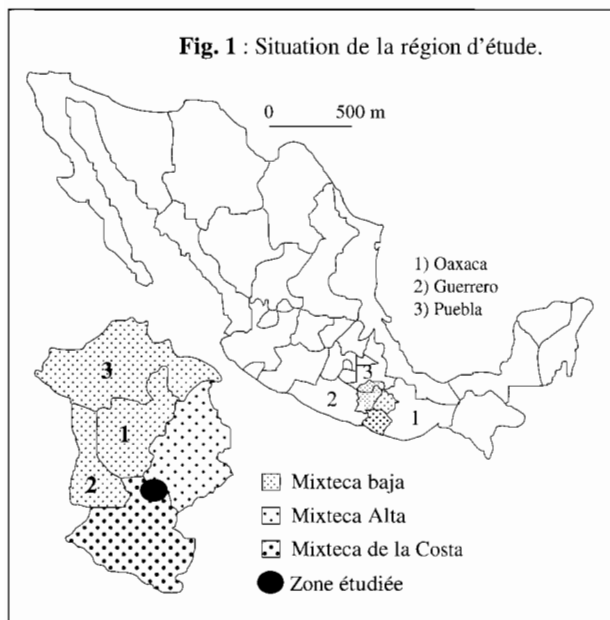 Fig. 1 : Situation de la région d'étude.
0 500 m
1) Oaxaca
2) Guerrero
3) Puebla
3
2
1
3
1
2
Mixteca baja
Mixteca Alta
Mixteca de la Costa
Zone étudiée